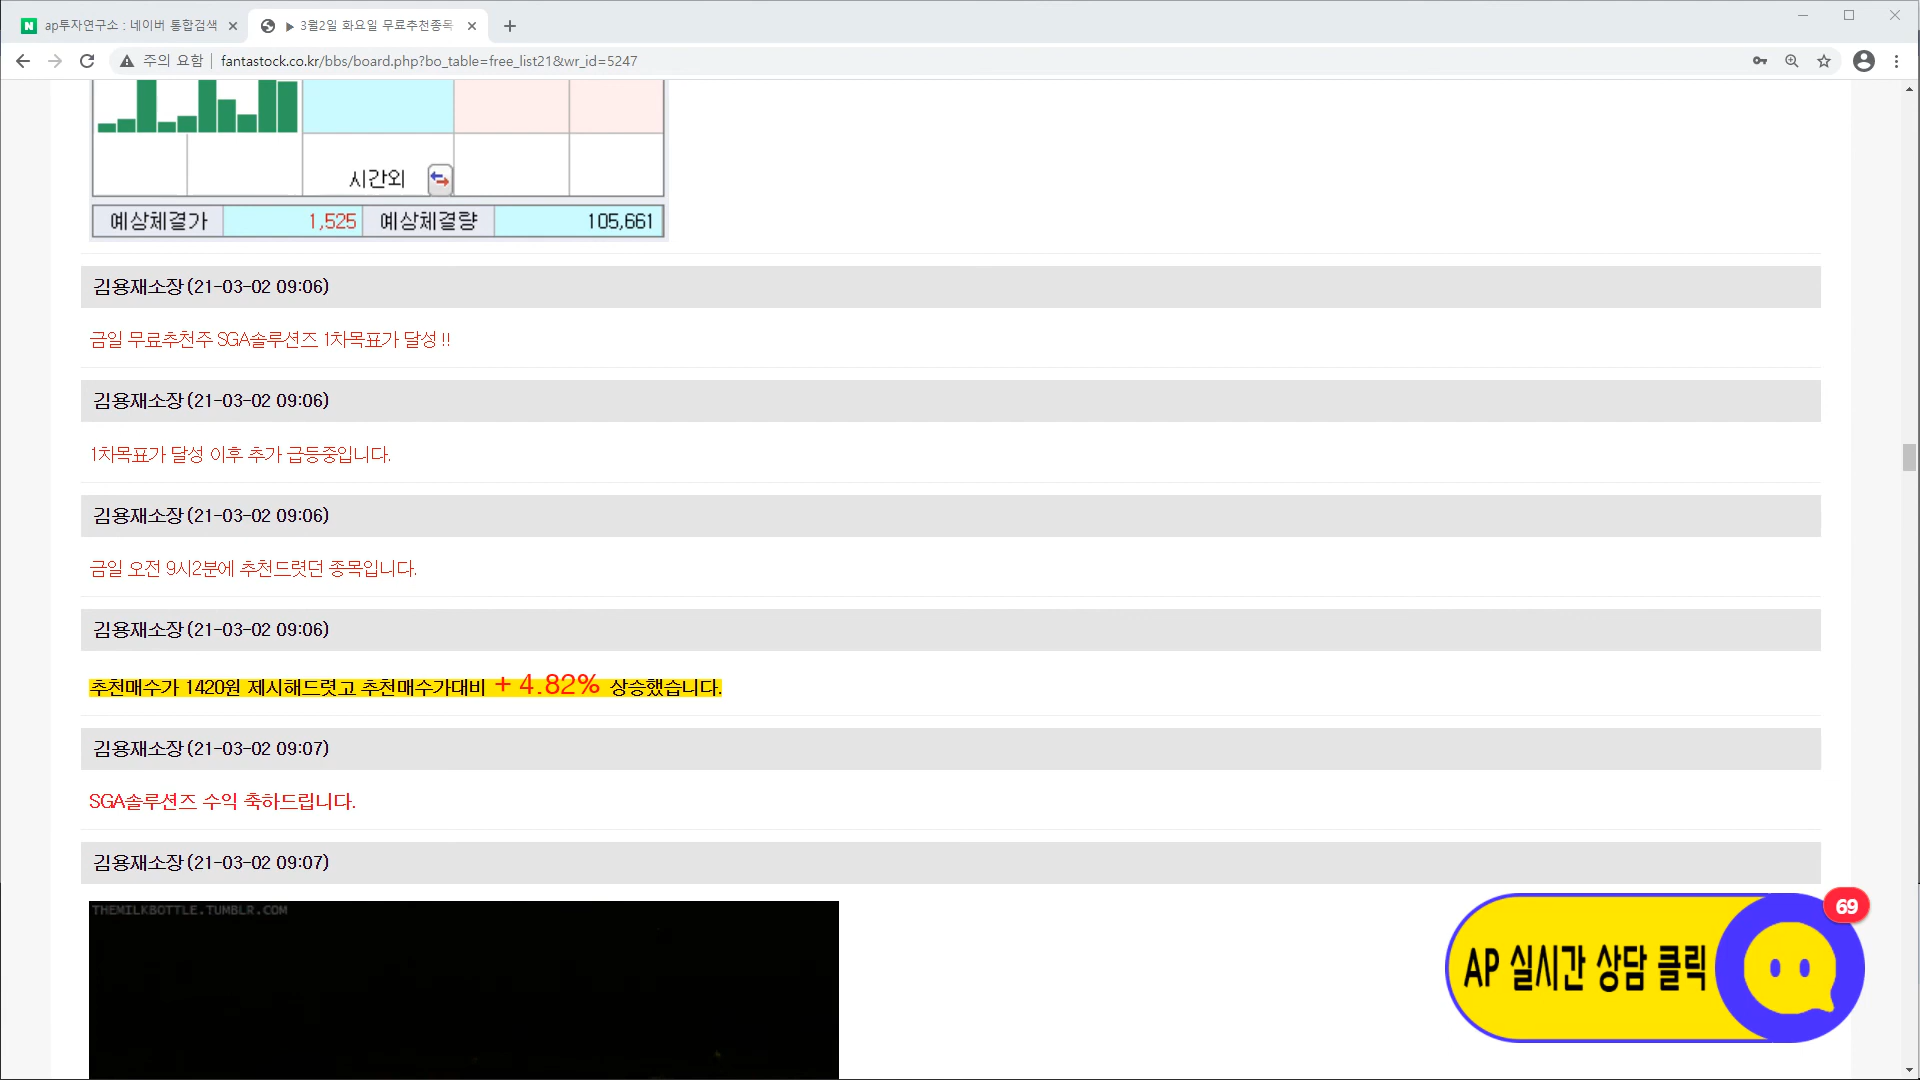 ap투자연구소 : 네이버 통합검색
▶ 3월2일 화요일 무료추천종목
주의 요함 | fantastock.co.kr/bbs/board.php?bo_table=free_list21&wr_id=5247
시간외
예상체결가 1,525 예상체결량 105,661
김용재소장 (21-03-02 09:06)
금일 무료추천주 SGA솔루션즈 1차목표가 달성 !!
김용재소장 (21-03-02 09:06)
1차목표가 달성 이후 추가 급등중입니다.
김용재소장 (21-03-02 09:06)
금일 오전 9시2분에 추천드렷던 종목입니다.
김용재소장 (21-03-02 09:06)
추천매수가 1420원 제시해드렷고 추천매수가대비 + 4.82% 상승했습니다.
김용재소장 (21-03-02 09:07)
SGA솔루션즈 수익 축하드립니다.
김용재소장 (21-03-02 09:07)
THEMILKBOTTLE.TUMBLR.COM
69
AP 실시간 상담 클릭